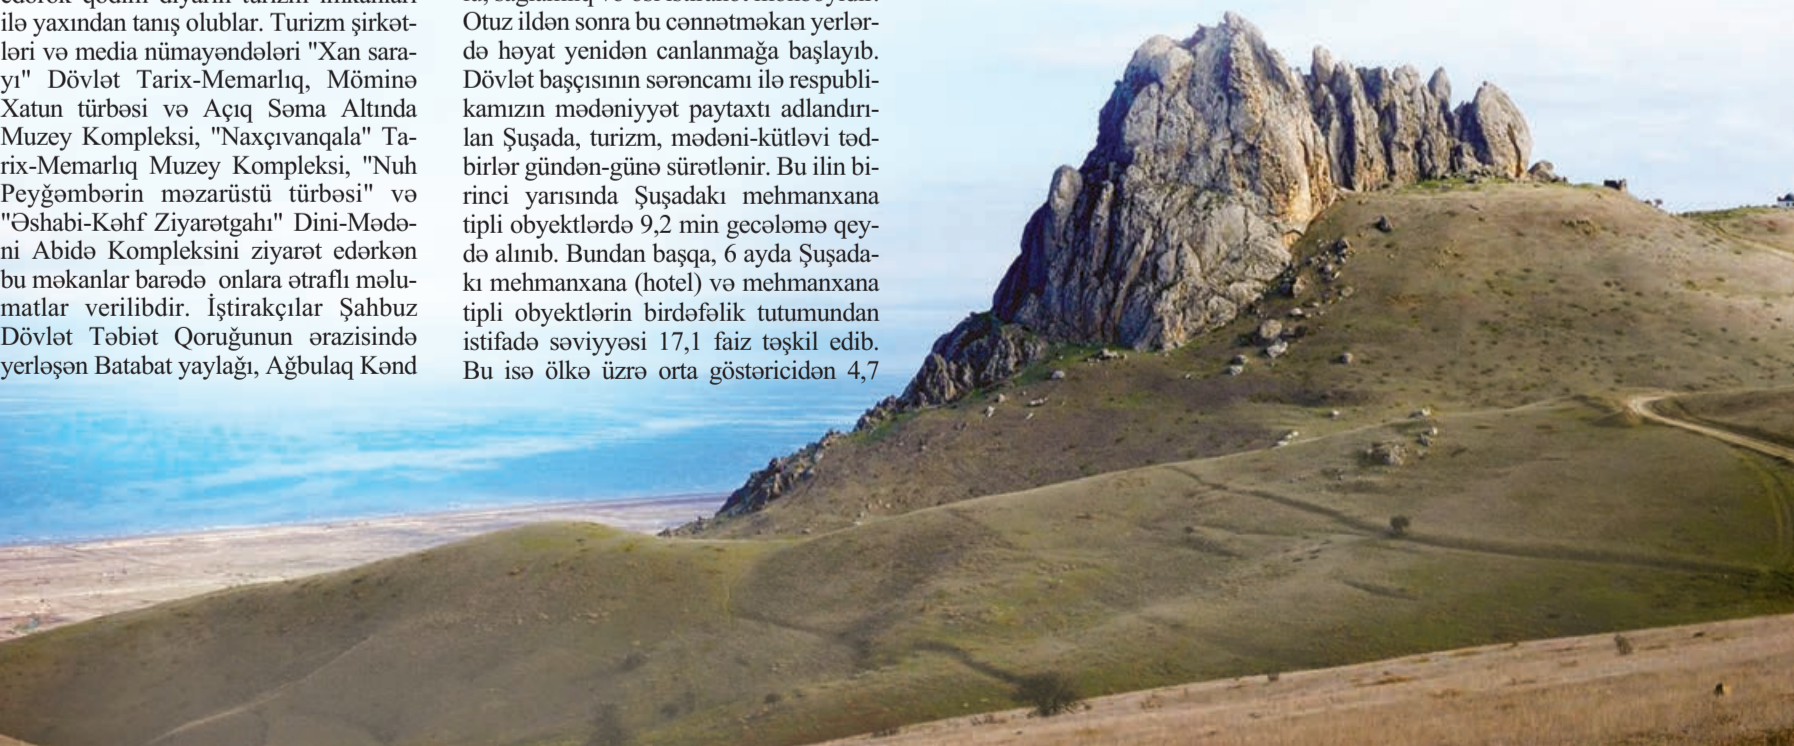 ilə yaxından tanış olublar. Turizm şirkət-
ləri və media nümayəndələri "Xan sara-
yı" Dövlət Tarix-Memarlıq, Möminə
Xatun türbəsi və Açıq Səma Altında
Muzey Kompleksi, "Naxçıvanqala" Ta-
rix-Memarlıq Muzey Kompleksi, "Nuh
Peyğəmbərin məzarüstü türbəsi" və
"Əshabi-Kəhf Ziyarətgahı" Dini-Mədə-
ni Abidə Kompleksini ziyarət edərkən
bu məkanlar barədə onlara ətraflı məlu-
matlar verilibdir. İştirakçılar Şahbuz
Dövlət Təbiət Qoruğunun ərazisində
yerləşən Batabat yaylağı, Ağbulaq Kənd
Otuz ildən sonra bu cənnətməkan yerlər-
də həyat yenidən canlanmağa başlayıb.
Dövlət başçısının sərəncamı ilə respubli-
kamızın mədəniyyət paytaxtı adlandırı-
lan Şuşada, turizm, mədəni-kütləvi təd-
birlər gündən-günə sürətlənir. Bu ilin bi-
rinci yarısında Şuşadakı mehmanxana
tipli obyektlərdə 9,2 min gecələmə qey-
də alınıb. Bundan başqa, 6 ayda Şuşada-
kı mehmanxana (hotel) və mehmanxana
tipli obyektlərin birdəfəlik tutumundan
istifadə səviyyəsi 17,1 faiz təşkil edib.
Bu isə ölkə üzrə orta göstəricidən 4,7